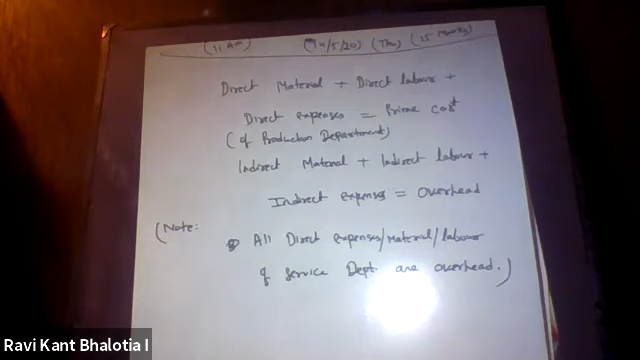 (11 Am) (14/5/20) (Thu) (15 Marks)
Direct Material + Direct labour +
Direct expenses = Prime cost
(of Production Department)
Indirect Material + Indirect labour +
Indirect expenses = Overhead
(Note:
All Direct expenses/Material/labour
of Service Dept. are overhead.)
Ravi Kant Bhalotia I